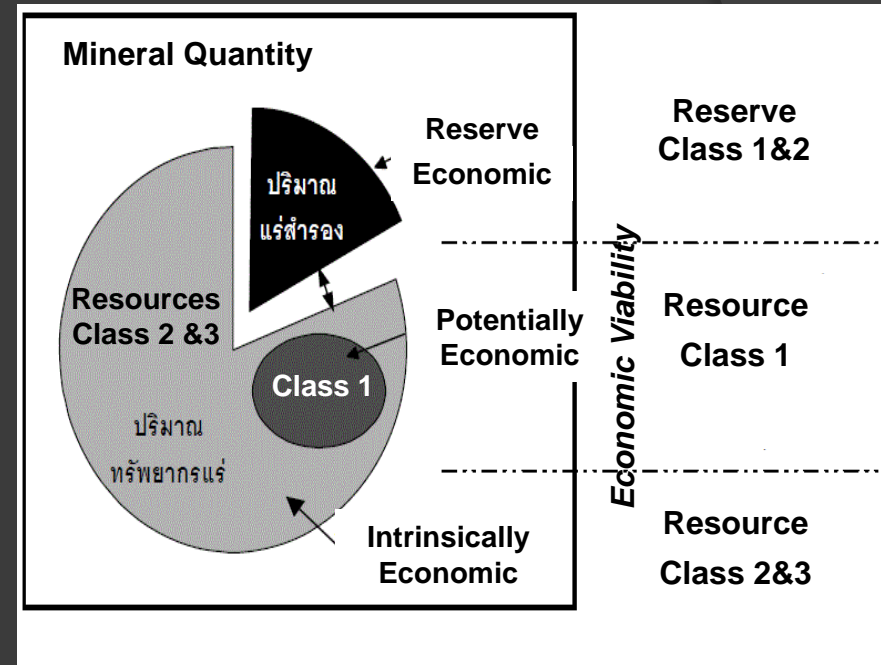 Mineral Quantity
Reserve
Economic
ปริมาณ
แร่สำรอง
Resources
Class 2 &3
Potentially
Economic
Class 1
ปริมาณ
ทรัพยากรแร่
Intrinsically
Economic
Economic Viability
Reserve
Class 1&2
Resource
Class 1
Resource
Class 2&3